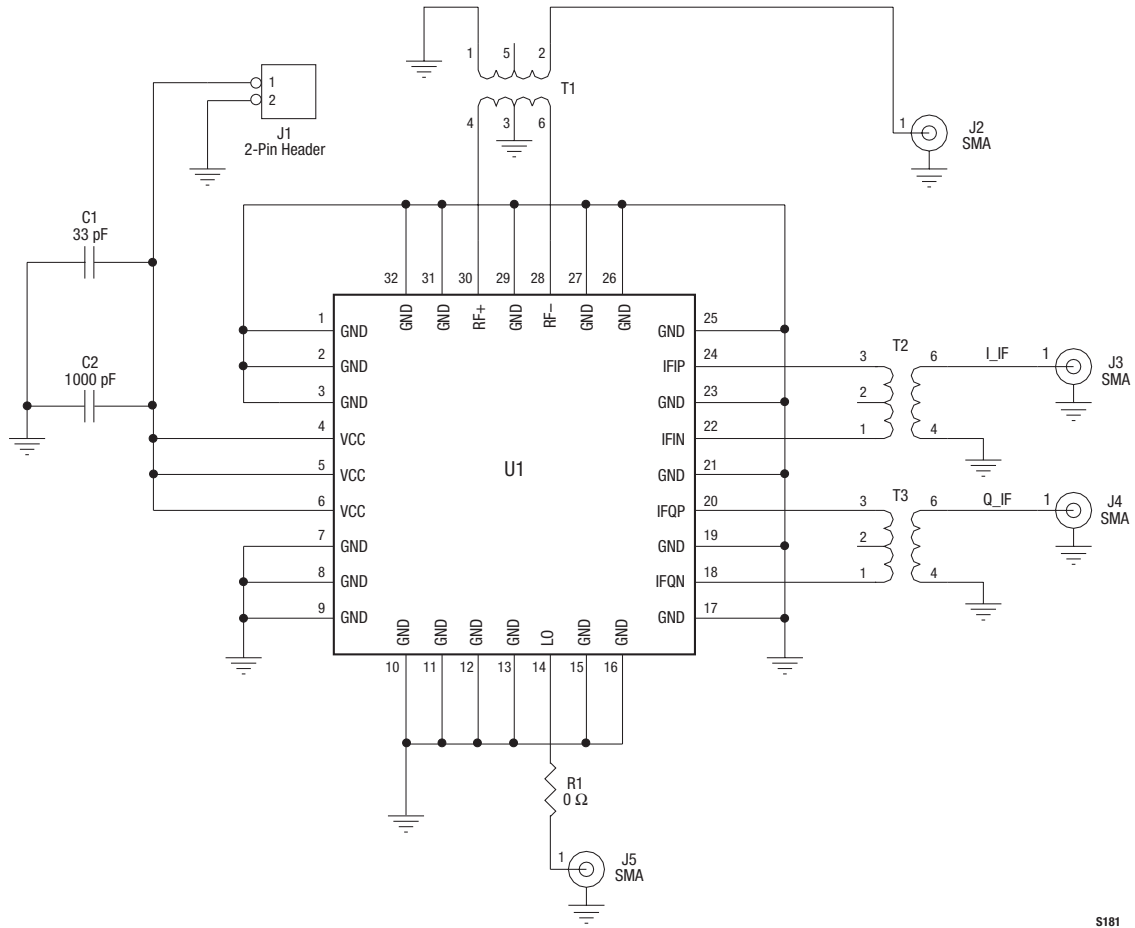 1 5 2
T1
4 3 6
1
2
J1
2-Pin Header
1
J2
SMA
C1
33 pF
C2
1000 pF
32 31 30 29 28 27 26
GND GND RF+ GND RF– GND GND
1 GND
2 GND
3 GND
4 VCC
5 VCC
6 VCC
7 GND
8 GND
9 GND
U1
GND 25
IFIP 24
GND 23
IFIN 22
GND 21
IFQP 20
GND 19
IFQN 18
GND 17
T2
3 6
2
1 4
I_IF
1
J3
SMA
T3
3 6
2
1 4
Q_IF
1
J4
SMA
GND GND GND GND LO GND GND
10 11 12 13 14 15 16
R1
0 Ω
1
J5
SMA
S181